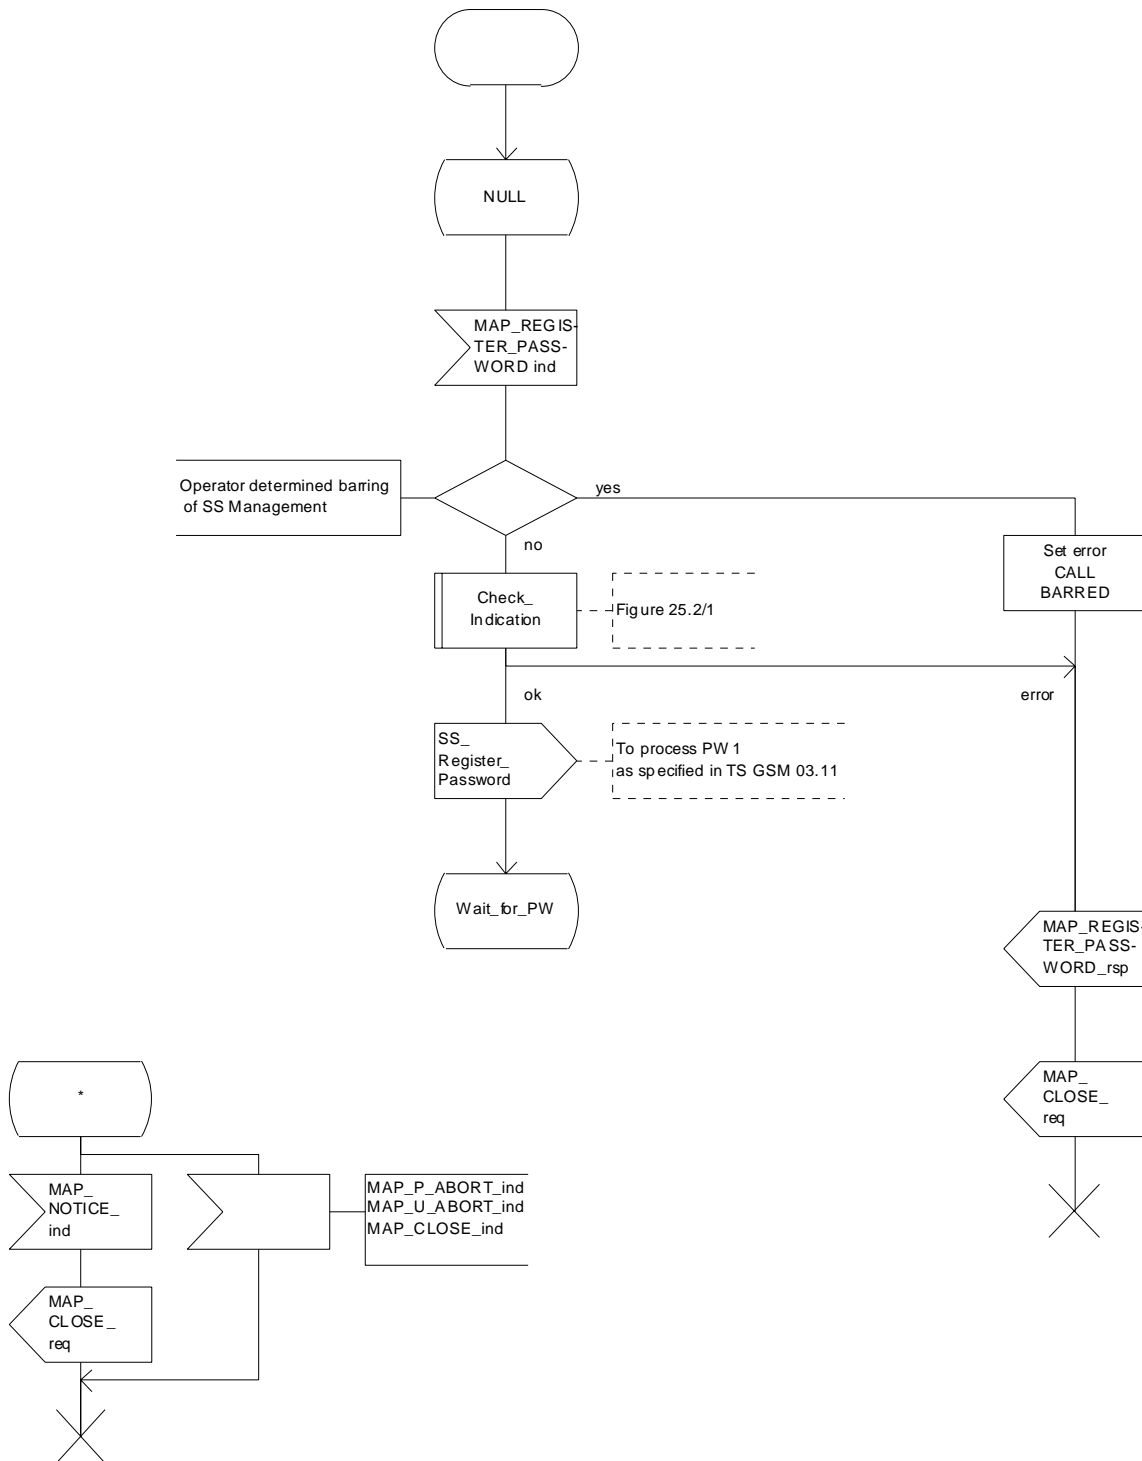 NULL
MAP_REGIS-
TER_PASS-
WORD ind
Operator determined barring
of SS Management
yes
no
Set error
CALL
BARRED
Check_
Indication
Figure 25.2/1
ok
error
SS_
Register_
Password
To process PW1
as specified in TS GSM 03.11
Wait_for_PW
MAP_REGIS-
TER_PASS-
WORD_rsp
MAP_
CLOSE_
req
*
MAP_
NOTICE_
ind
MAP_P_ABORT_ind
MAP_U_ABORT_ind
MAP_CLOSE_ind
MAP_
CLOSE_
req